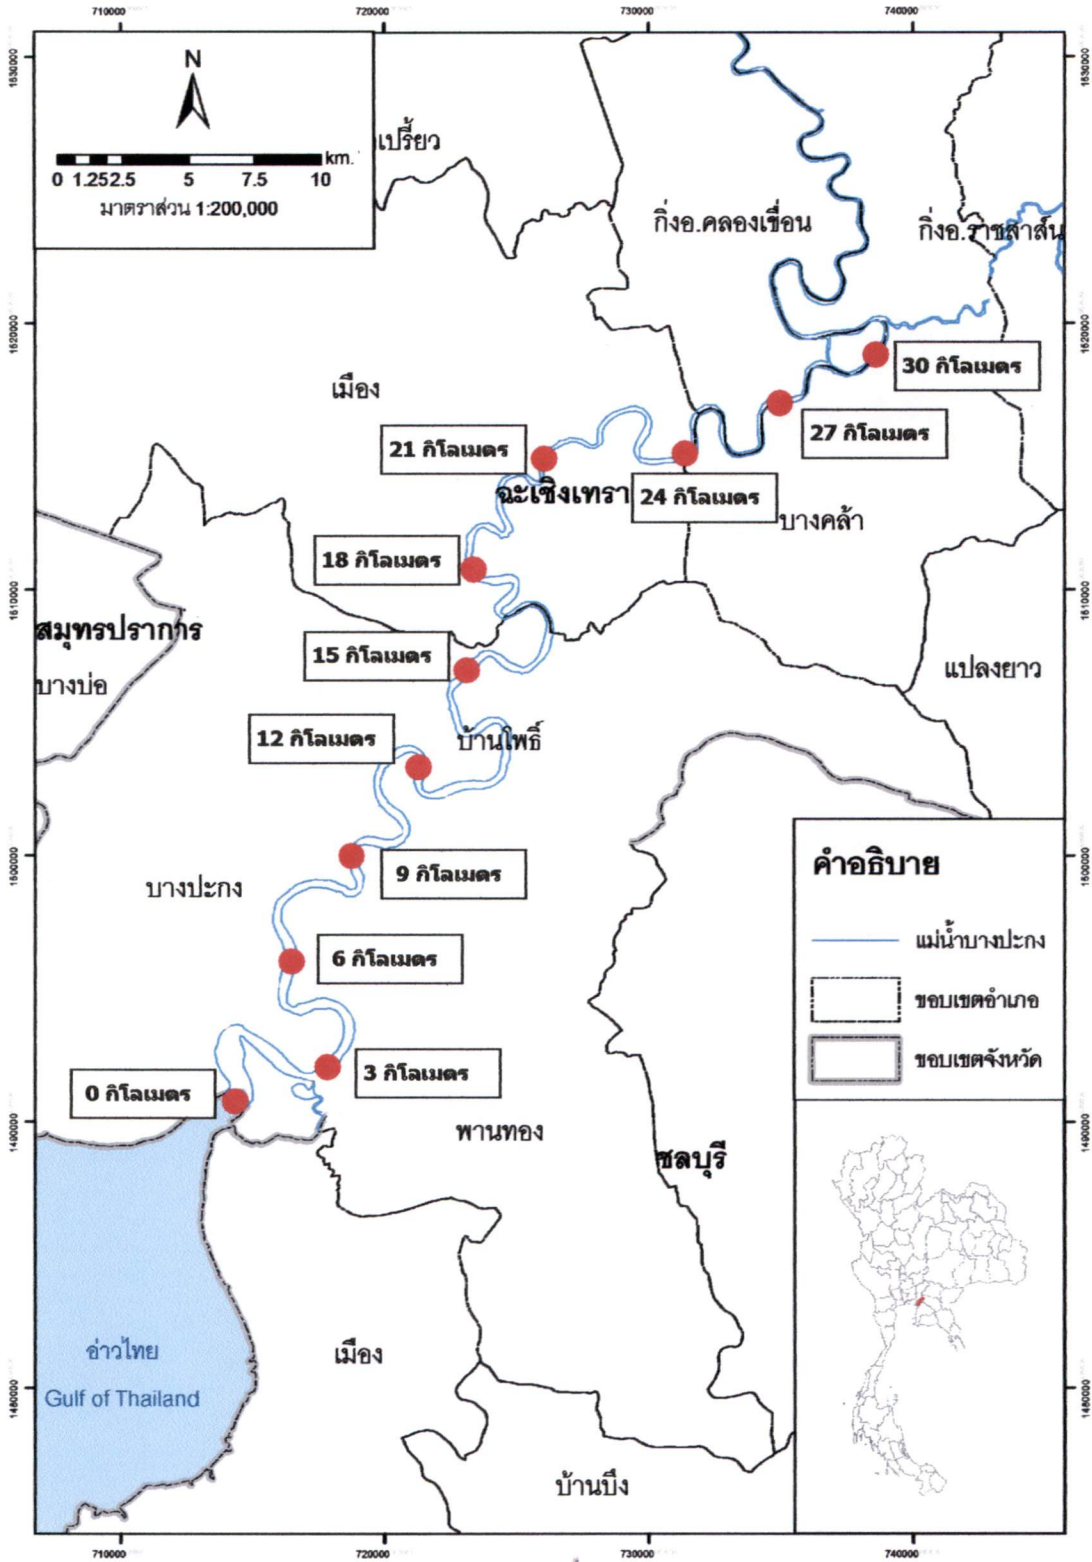 710000 720000 730000 740000
N
km.
0 1.25 2.5 5 7.5 10
มาตราส่วน 1:200,000
เปรี้ยว
กิ่งอ.คลองเขื่อน
กิ่งอ.ราชสาส์น
1630000 1630000
1620000 1620000
30 กิโลเมตร
เมือง
27 กิโลเมตร
21 กิโลเมตร
ฉะเชิงเทรา
24 กิโลเมตร
บางคล้า
18 กิโลเมตร
1610000 1610000
สมุทรปราการ
15 กิโลเมตร
บางบ่อ
แปลงยาว
12 กิโลเมตร
บ้านโพธิ์
9 กิโลเมตร
บางปะกง
6 กิโลเมตร
3 กิโลเมตร
0 กิโลเมตร
พานทอง
ชลบุรี
คำอธิบาย
แม่น้ำบางปะกง
ขอบเขตอำเภอ
ขอบเขตจังหวัด
อ่าวไทย
Gulf of Thailand
เมือง
บ้านบึง
710000 720000 730000 740000